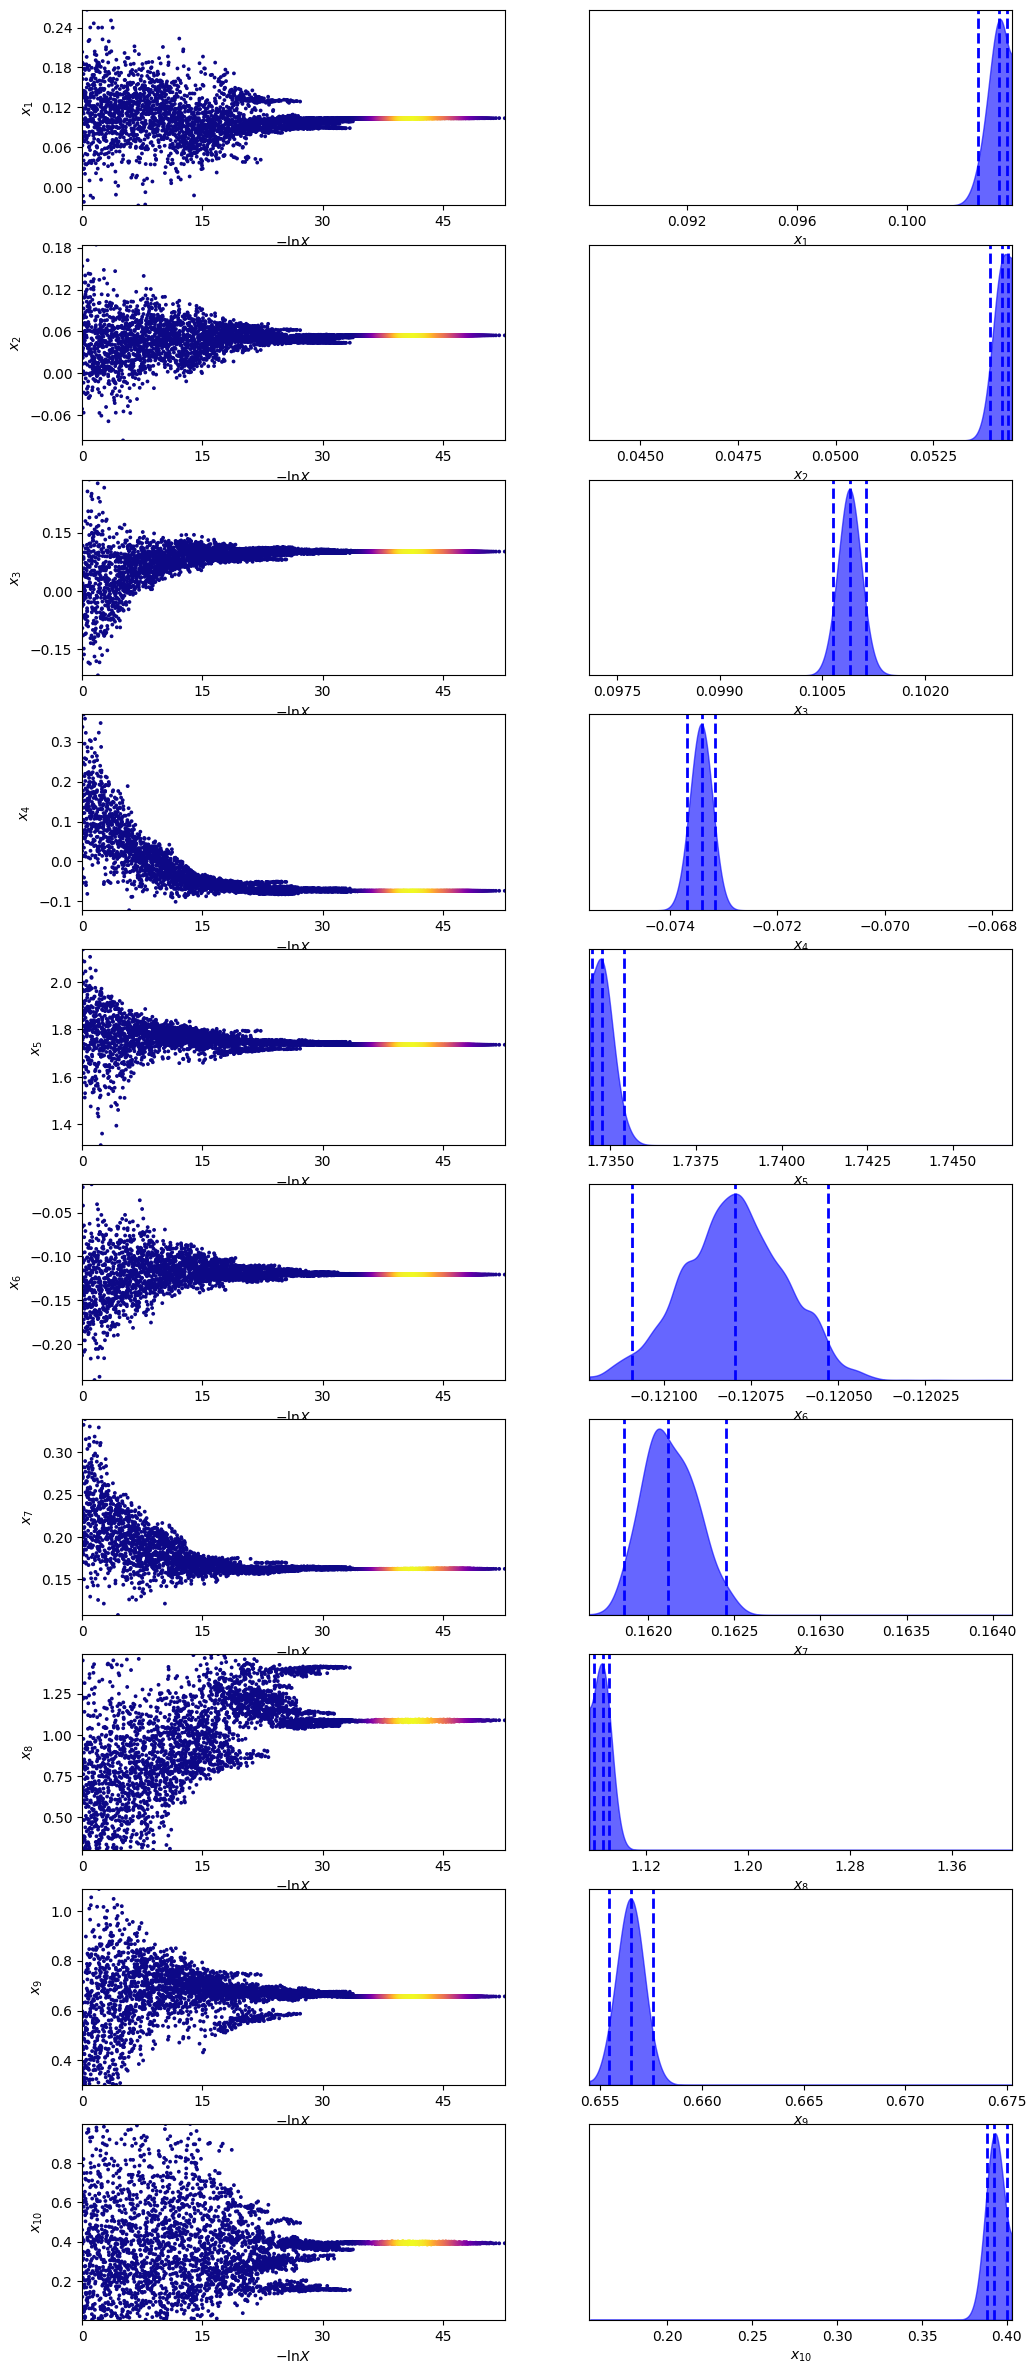 0.24
0.18
0.12
0.06
0.00
x₁
0 15 30 45
−ln X
0.092 0.096 0.100
x₁
0.18
0.12
0.06
0.00
−0.06
x₂
0 15 30 45
−ln X
0.0450 0.0475 0.0500 0.0525
x₂
0.15
0.00
−0.15
x₃
0 15 30 45
−ln X
0.0975 0.0990 0.1005 0.1020
x₃
0.3
0.2
0.1
0.0
−0.1
x₄
0 15 30 45
−ln X
−0.074 −0.072 −0.070 −0.068
x₄
2.0
1.8
1.6
1.4
x₅
0 15 30 45
−ln X
1.7350 1.7375 1.7400 1.7425 1.7450
x₅
−0.05
−0.10
−0.15
−0.20
x₆
0 15 30 45
−ln X
−0.12100 −0.12075 −0.12050 −0.12025
x₆
0.30
0.25
0.20
0.15
x₇
0 15 30 45
−ln X
0.1620 0.1625 0.1630 0.1635 0.1640
x₇
1.25
1.00
0.75
0.50
x₈
0 15 30 45
−ln X
1.12 1.20 1.28 1.36
x₈
1.0
0.8
0.6
0.4
x₉
0 15 30 45
−ln X
0.655 0.660 0.665 0.670 0.675
x₉
0.8
0.6
0.4
0.2
x₁₀
0 15 30 45
−ln X
0.20 0.25 0.30 0.35 0.40
x₁₀